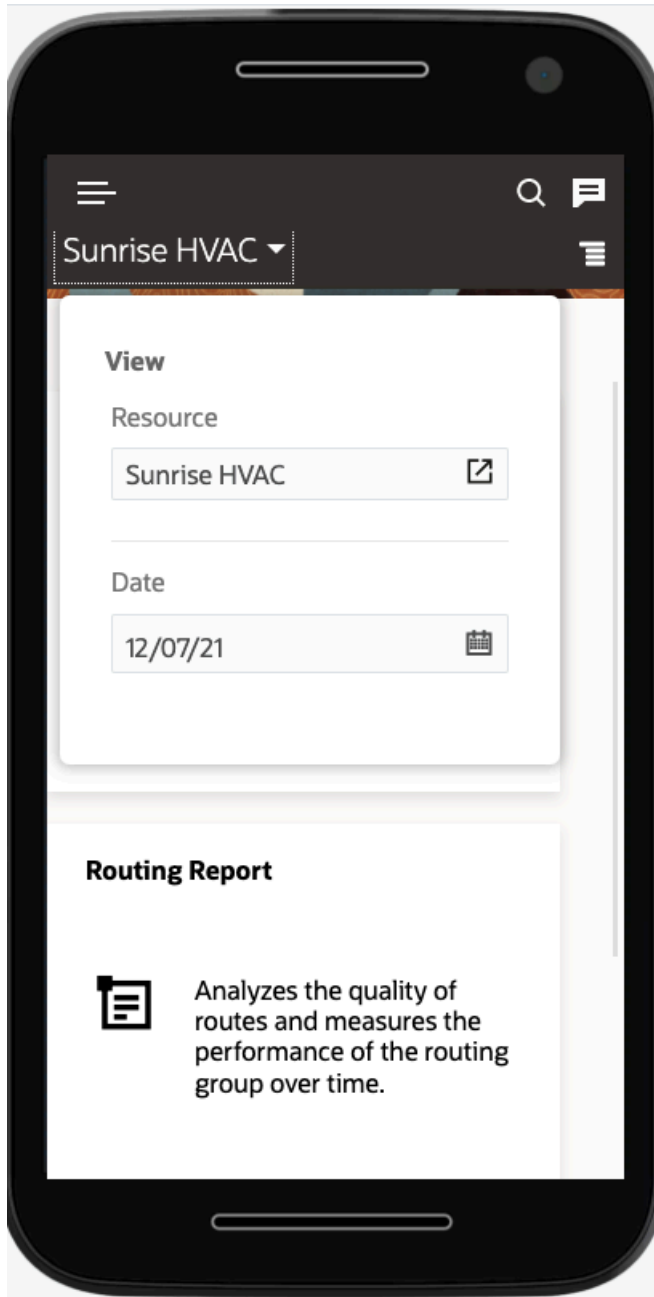 Sunrise HVAC
View
Resource
Sunrise HVAC
Date
12/07/21
Routing Report
Analyzes the quality of
routes and measures the
performance of the routing
group over time.